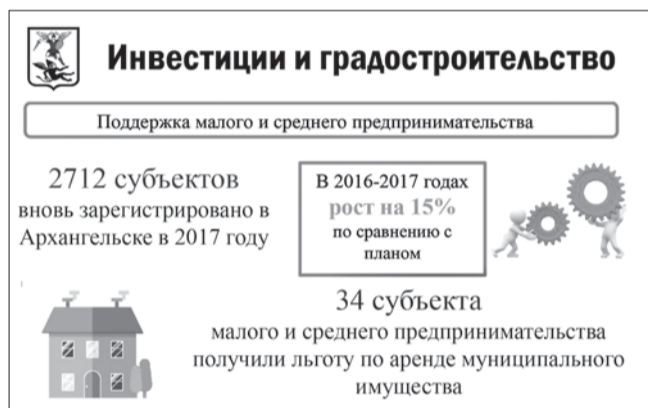 Инвестиции и градостроительство
Поддержка малого и среднего предпринимательства
2712 субъектов
вновь зарегистрировано в
Архангельске в 2017 году
В 2016-2017 годах
рост на 15%
по сравнению с
планом
34 субъекта
малого и среднего предпринимательства
получили льготу по аренде муниципального
имущества